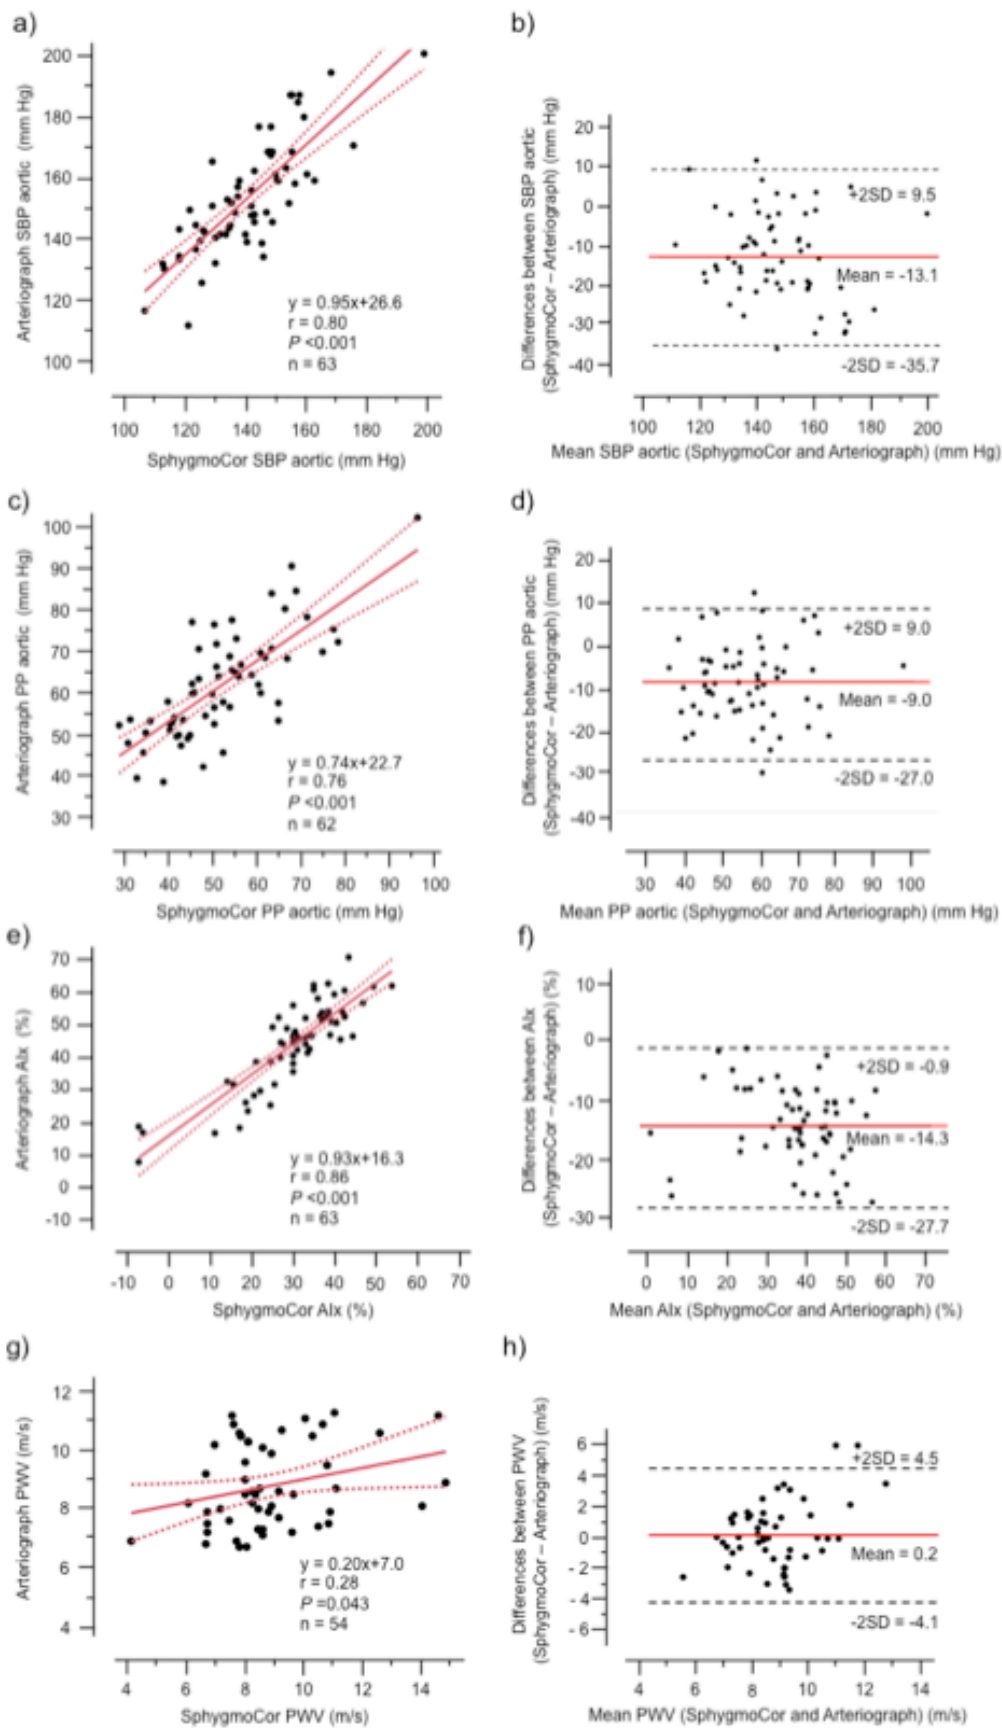 a)
Arteriograph SBP aortic (mm Hg)
200
180
160
140
120
100
y = 0.95x+26.6
r = 0.80
P <0.001
n = 63
100 120 140 160 180 200
SphygmoCor SBP aortic (mm Hg)
b)
Differences between SBP aortic
(SphygmoCor – Arteriograph) (mm Hg)
20
10
0
-10
-20
-30
-40
+2SD = 9.5
Mean = -13.1
-2SD = -35.7
100 120 140 160 180 200
Mean SBP aortic (SphygmoCor and Arteriograph) (mm Hg)
c)
Arteriograph PP aortic (mm Hg)
100
90
80
70
60
50
40
30
y = 0.74x+22.7
r = 0.76
P <0.001
n = 62
30 40 50 60 70 80 90 100
SphygmoCor PP aortic (mm Hg)
d)
Differences between PP aortic
(SphygmoCor – Arteriograph) (mm Hg)
20
10
0
-10
-20
-30
-40
+2SD = 9.0
Mean = -9.0
-2SD = -27.0
30 40 50 60 70 80 90 100
Mean PP aortic (SphygmoCor and Arteriograph) (mm Hg)
e)
Arteriograph AIx (%)
70
60
50
40
30
20
10
0
-10
y = 0.93x+16.3
r = 0.86
P <0.001
n = 63
-10 0 10 20 30 40 50 60 70
SphygmoCor AIx (%)
f)
Differences between AIx
(SphygmoCor – Arteriograph) (%)
10
0
-10
-20
-30
+2SD = -0.9
Mean = -14.3
-2SD = -27.7
0 10 20 30 40 50 60 70
Mean AIx (SphygmoCor and Arteriograph) (%)
g)
Arteriograph PWV (m/s)
12
10
8
6
4
y = 0.20x+7.0
r = 0.28
P =0.043
n = 54
4 6 8 10 12 14
SphygmoCor PWV (m/s)
h)
Differences between PWV
(SphygmoCor – Arteriograph) (m/s)
6
4
2
0
- 2
- 4
- 6
+2SD = 4.5
Mean = 0.2
-2SD = -4.1
4 6 8 10 12 14
Mean PWV (SphygmoCor and Arteriograph) (m/s)